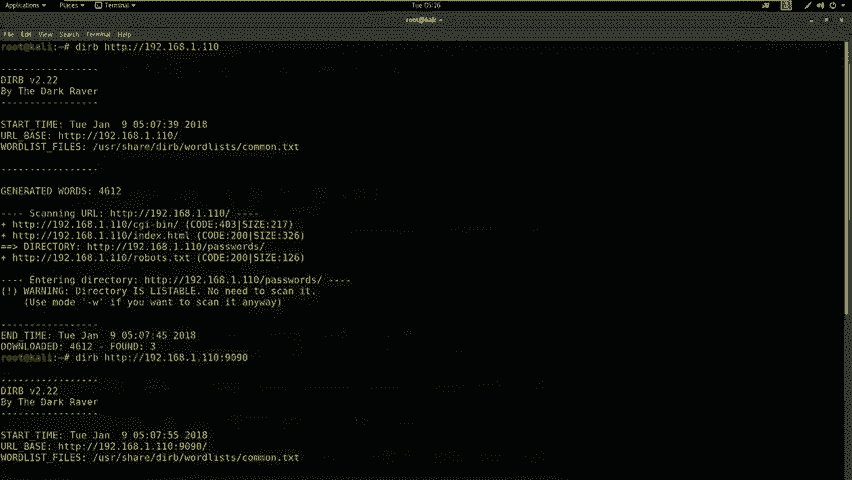 Applications Places Terminal Tue 05:16
root@kali: ~
File Edit View Search Terminal Help
root@kali:~# dirb http://192.168.1.110
-----------------
DIRB v2.22
By The Dark Raver
-----------------
START_TIME: Tue Jan  9 05:07:39 2018
URL_BASE: http://192.168.1.110/
WORDLIST_FILES: /usr/share/dirb/wordlists/common.txt
-----------------
GENERATED WORDS: 4612
---- Scanning URL: http://192.168.1.110/ ----
+ http://192.168.1.110/cgi-bin/ (CODE:403|SIZE:217)
+ http://192.168.1.110/index.html (CODE:200|SIZE:326)
==> DIRECTORY: http://192.168.1.110/passwords/
+ http://192.168.1.110/robots.txt (CODE:200|SIZE:126)
---- Entering directory: http://192.168.1.110/passwords/ ----
(!) WARNING: Directory IS LISTABLE. No need to scan it.
(Use mode '-w' if you want to scan it anyway)
-----------------
END_TIME: Tue Jan  9 05:07:45 2018
DOWNLOADED: 4612 - FOUND: 3
root@kali:~# dirb http://192.168.1.110:9090
-----------------
DIRB v2.22
By The Dark Raver
-----------------
START_TIME: Tue Jan  9 05:07:55 2018
URL_BASE: http://192.168.1.110:9090/
WORDLIST_FILES: /usr/share/dirb/wordlists/common.txt